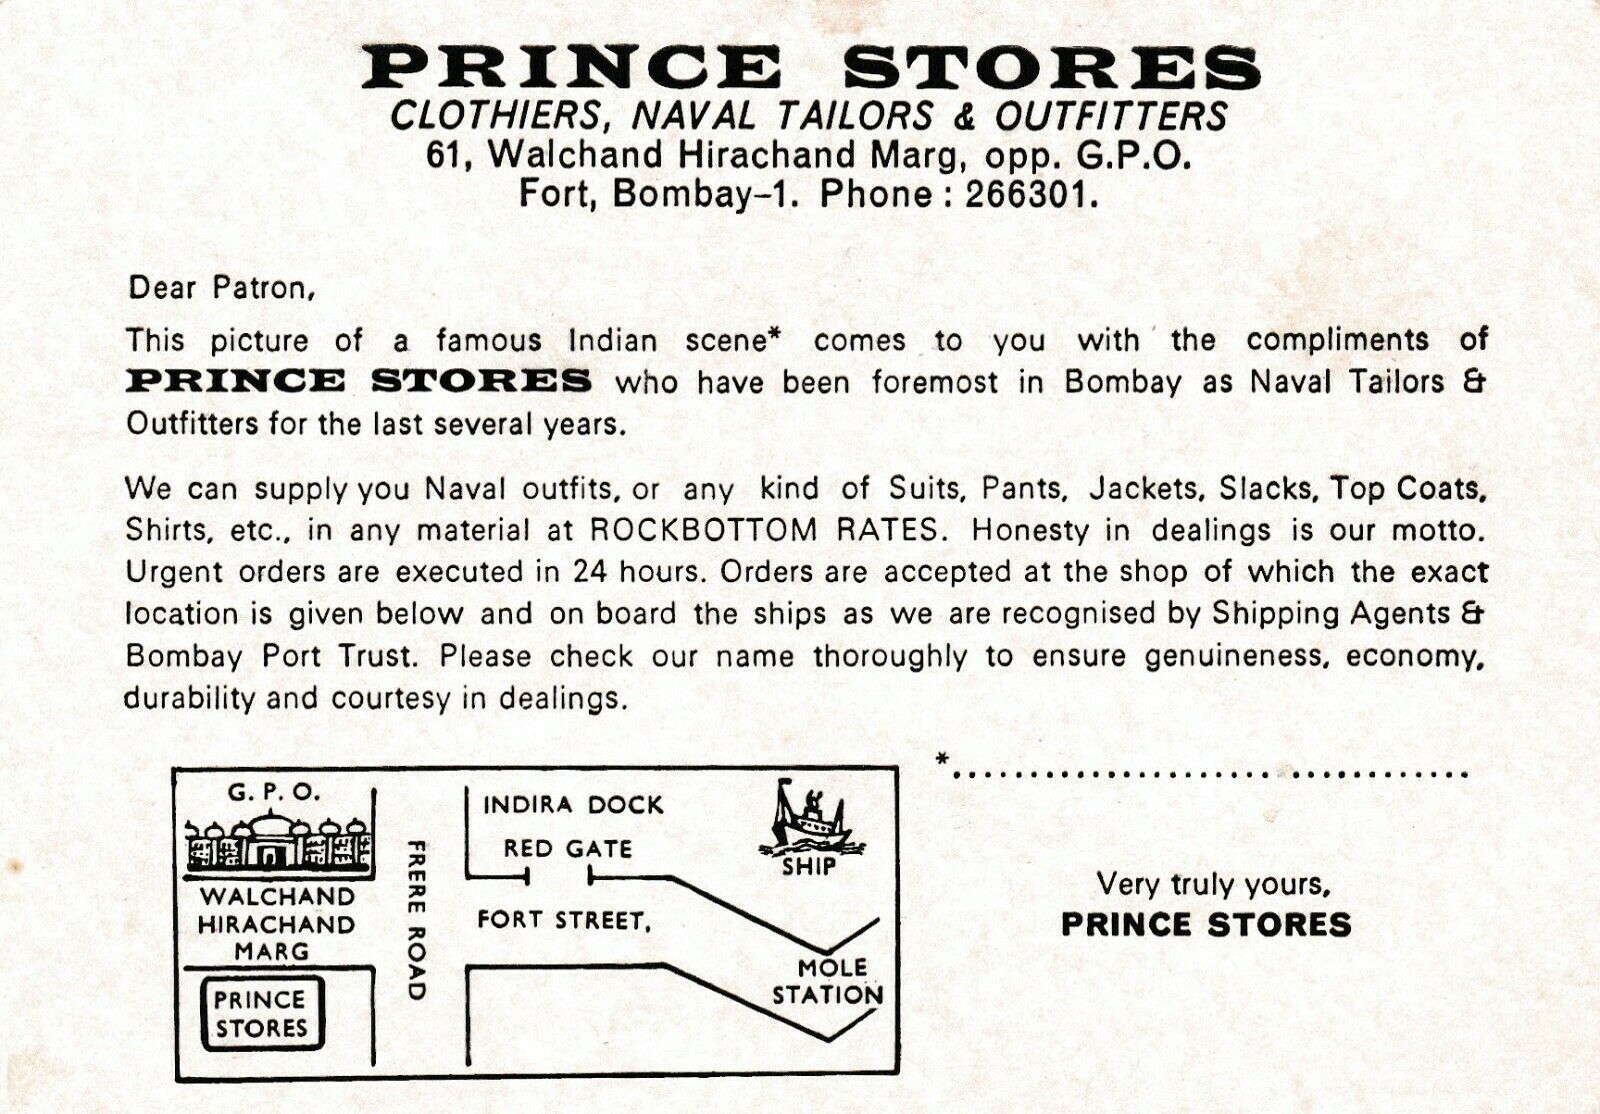 PRINCE STORES
CLOTHIERS, NAVAL TAILORS & OUTFITTERS
61, Walchand Hirachand Marg, opp. G.P.O.
Fort, Bombay-1. Phone : 266301.
Dear Patron,
This picture of a famous Indian scene* comes to you with the compliments of
PRINCE STORES who have been foremost in Bombay as Naval Tailors &
Outfitters for the last several years.
We can supply you Naval outfits, or any kind of Suits, Pants, Jackets, Slacks, Top Coats,
Shirts, etc., in any material at ROCKBOTTOM RATES. Honesty in dealings is our motto.
Urgent orders are executed in 24 hours. Orders are accepted at the shop of which the exact
location is given below and on board the ships as we are recognised by Shipping Agents &
Bombay Port Trust. Please check our name thoroughly to ensure genuineness, economy,
durability and courtesy in dealings.
G. P. O.
WALCHAND
HIRACHAND
MARG
PRINCE
STORES
FRERE ROAD
INDIRA DOCK
RED GATE
FORT STREET,
SHIP
MOLE
STATION
*........................................
Very truly yours,
PRINCE STORES